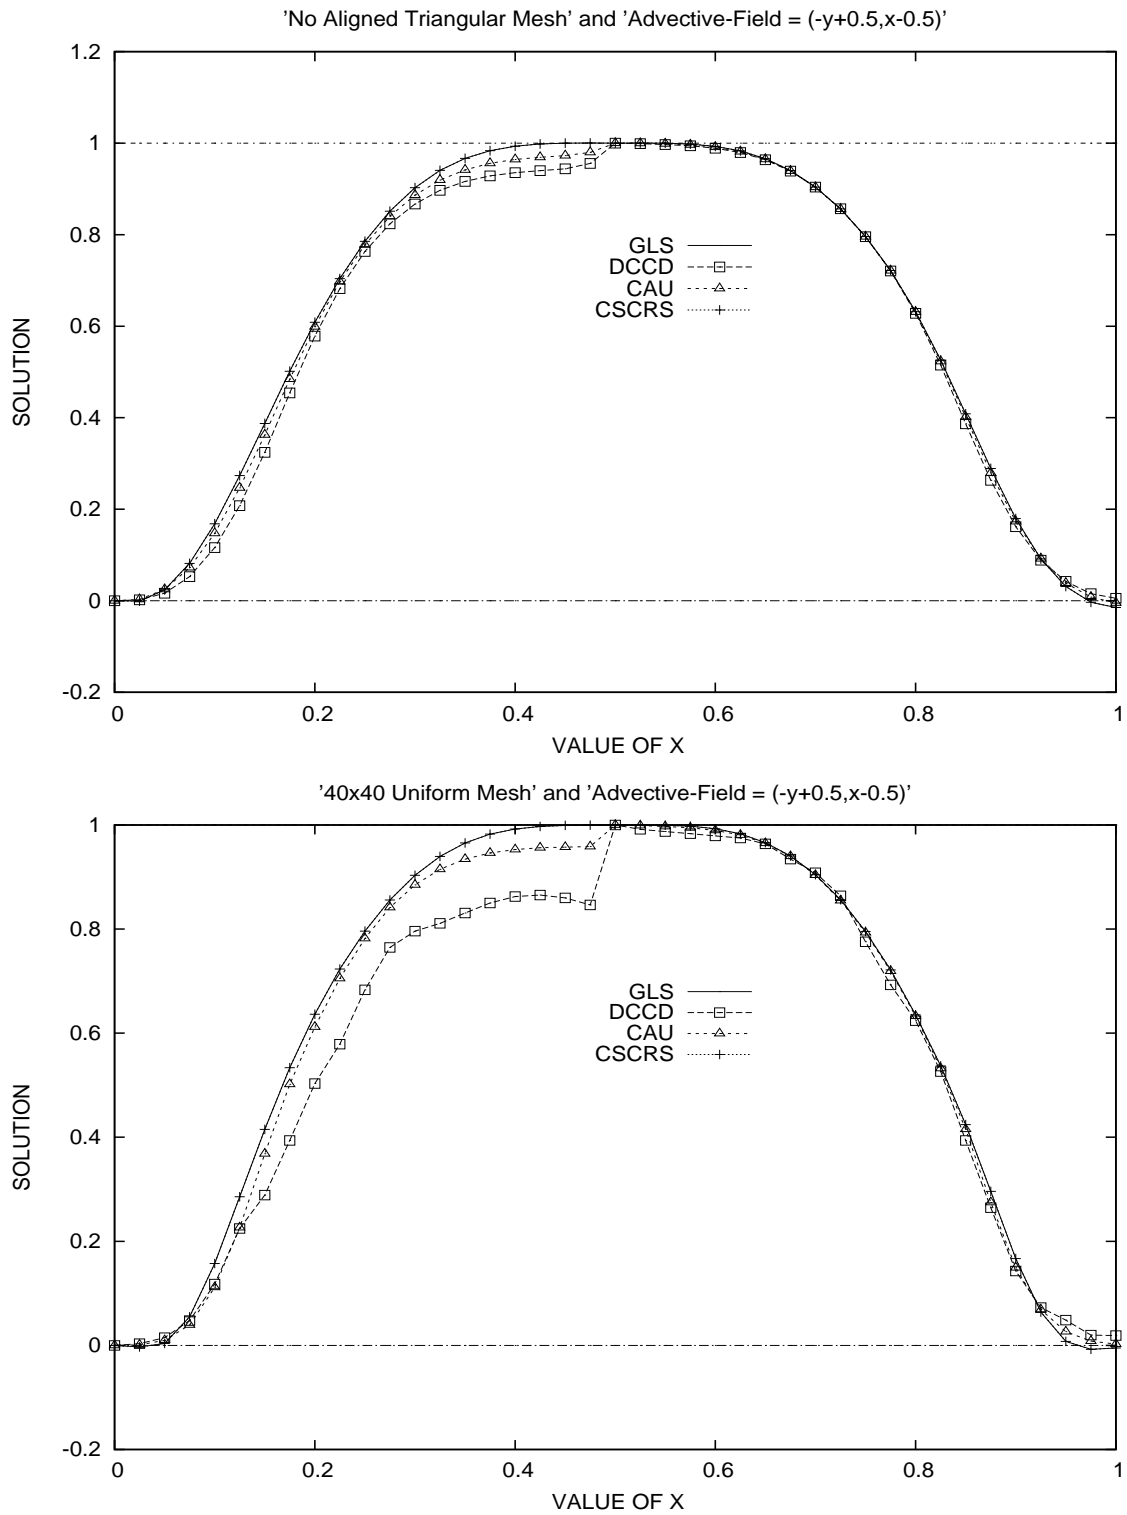 'No Aligned Triangular Mesh' and 'Advective-Field = (-y+0.5,x-0.5)'
1.2
1
0.8
0.6
0.4
0.2
0
-0.2
SOLUTION
GLS
DCCD
CAU
CSCRS
0
0.2
0.4
0.6
0.8
1
VALUE OF X
'40x40 Uniform Mesh' and 'Advective-Field = (-y+0.5,x-0.5)'
1
0.8
0.6
0.4
0.2
0
-0.2
SOLUTION
GLS
DCCD
CAU
CSCRS
0
0.2
0.4
0.6
0.8
1
VALUE OF X